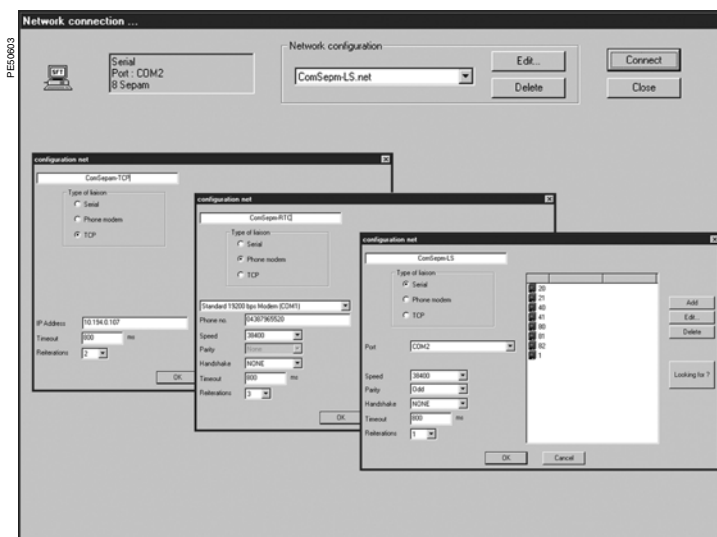 PE50603
Network connection ...
Serial
Port : COM2
8 Sepam
Network configuration
ComSepm-LS.net
Edit...
Delete
Connect
Close
configuration net
ComSepam-TCP
Type of liaison
Serial
Phone modem
TCP
IP Address 10.194.0.107
Timeout 800 ms
Reiterations 2
OK
configuration net
ComSepm-RTC
Type of liaison
Serial
Phone modem
TCP
Standard 19200 bps Modem (COM1)
Phone no. 04387965520
Speed 38400
Parity None
Handshake NONE
Timeout 800 ms
Reiterations 3
OK
configuration net
ComSepm-LS
Type of liaison
Serial
Phone modem
TCP
Port COM2
Speed 38400
Parity Odd
Handshake NONE
Timeout 800 ms
Reiterations 1
20
21
40
41
80
81
82
1
Add
Edit...
Delete
Looking for ?
OK
Cancel